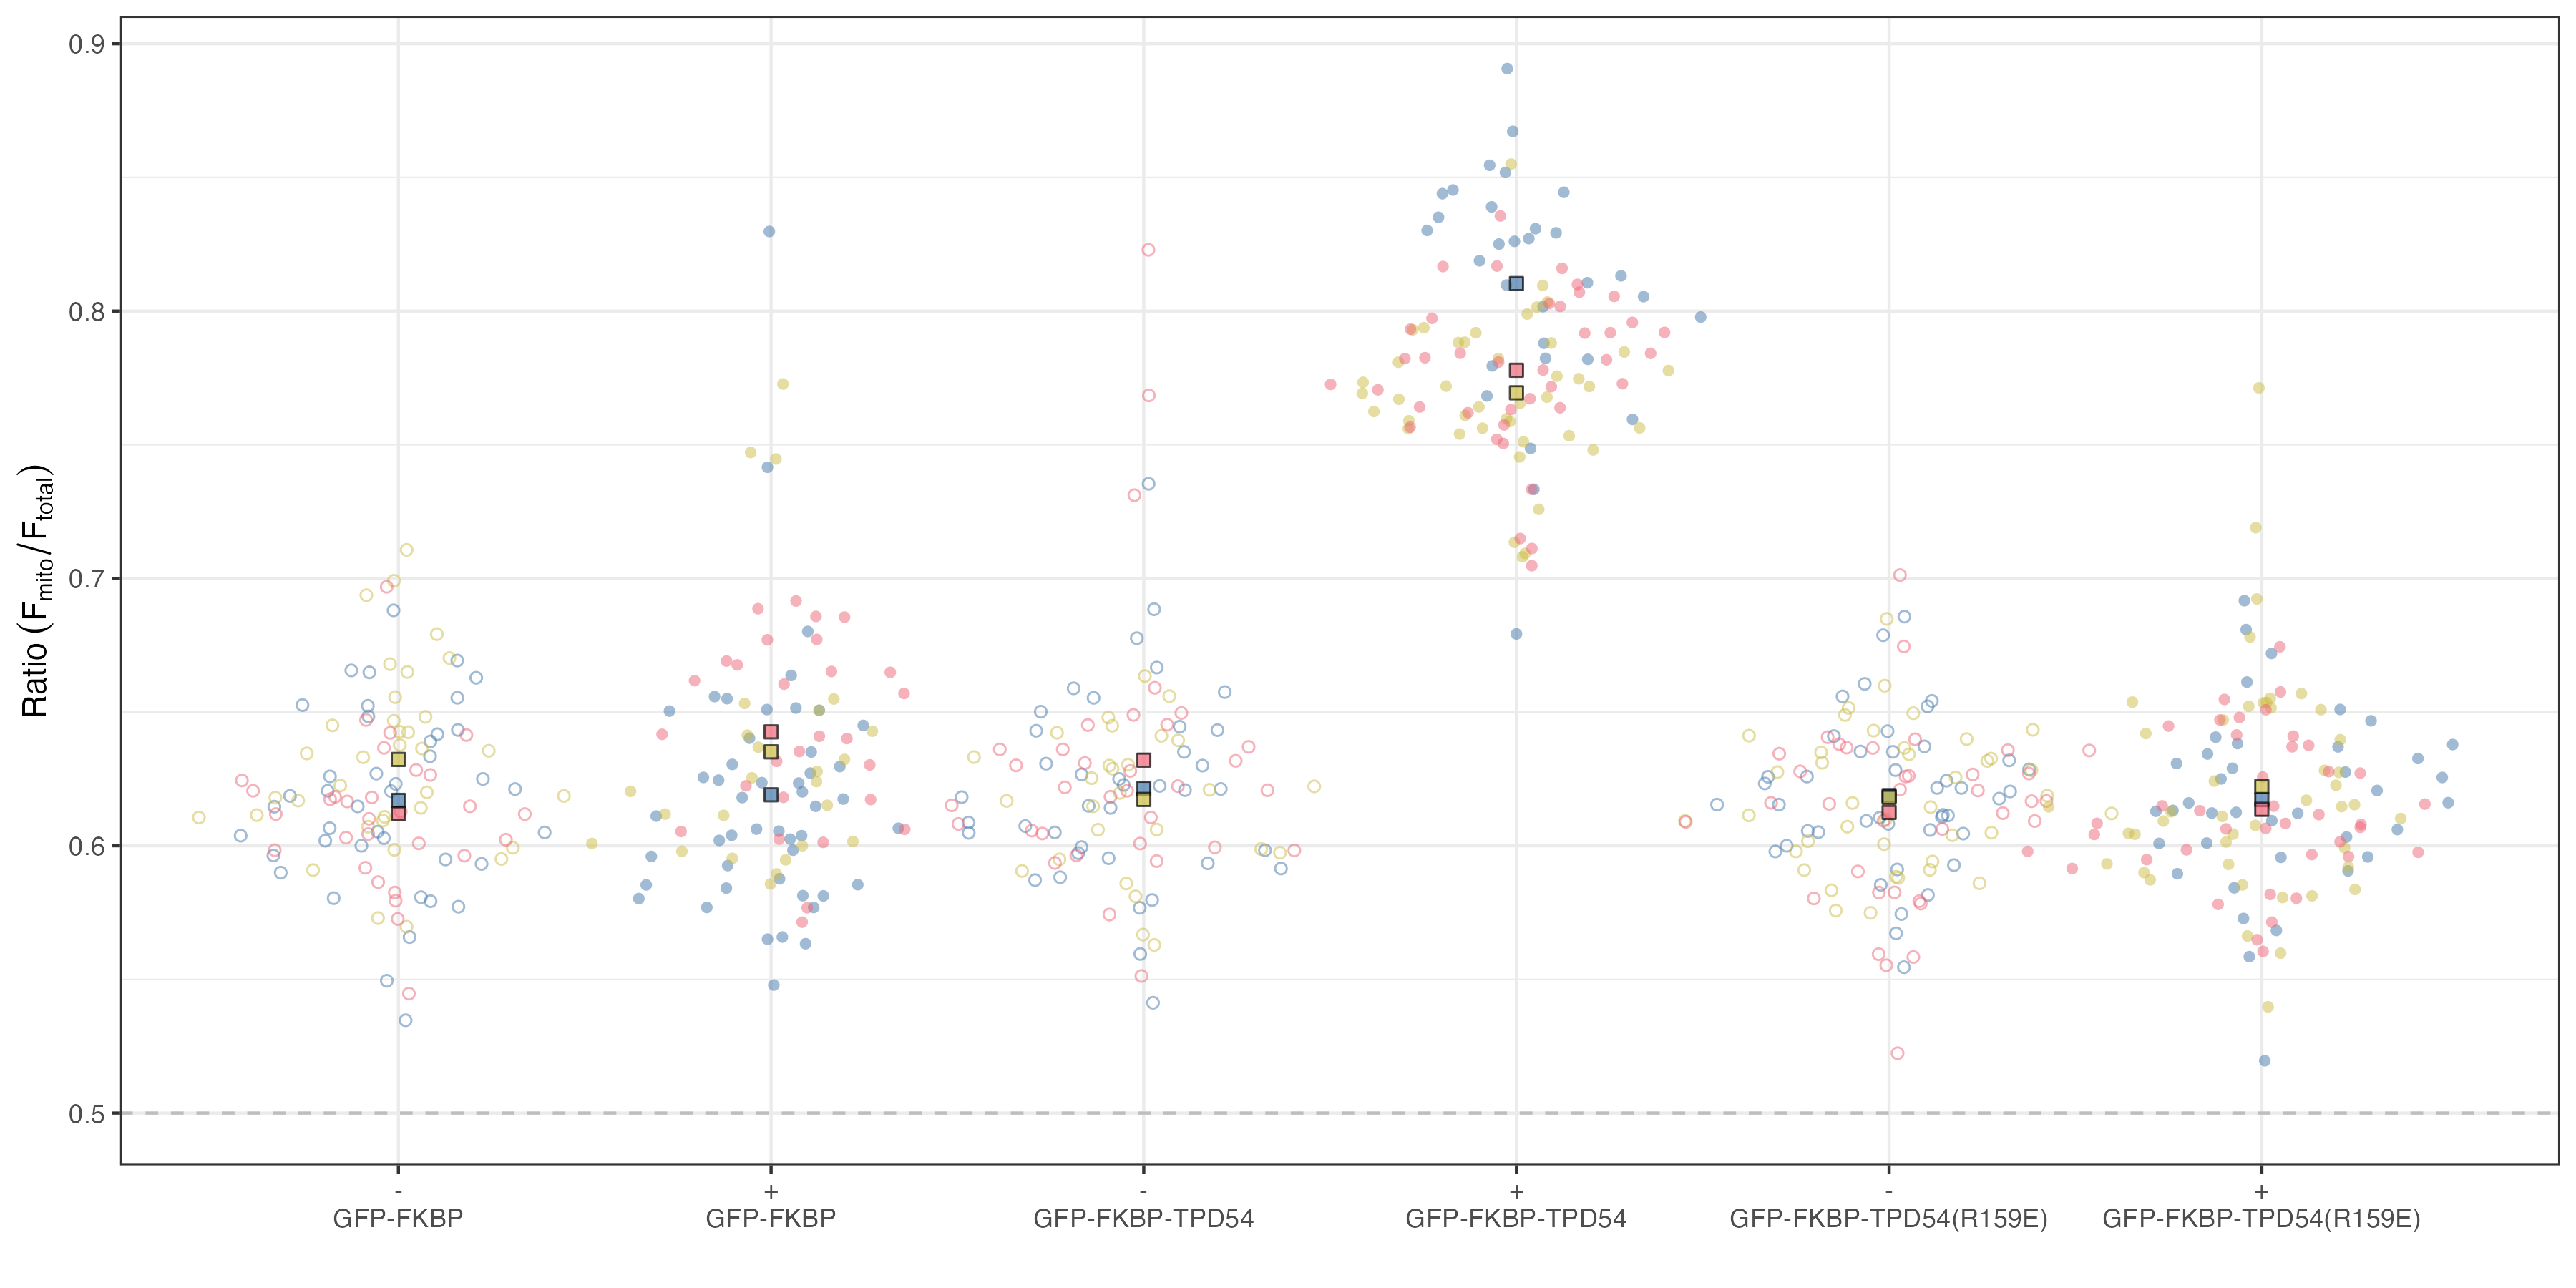 0.9
0.8
0.7
0.6
0.5
Ratio (Fmito/Ftotal)
- + - + - +
GFP-FKBP GFP-FKBP GFP-FKBP-TPD54 GFP-FKBP-TPD54 GFP-FKBP-TPD54(R159E) GFP-FKBP-TPD54(R159E)